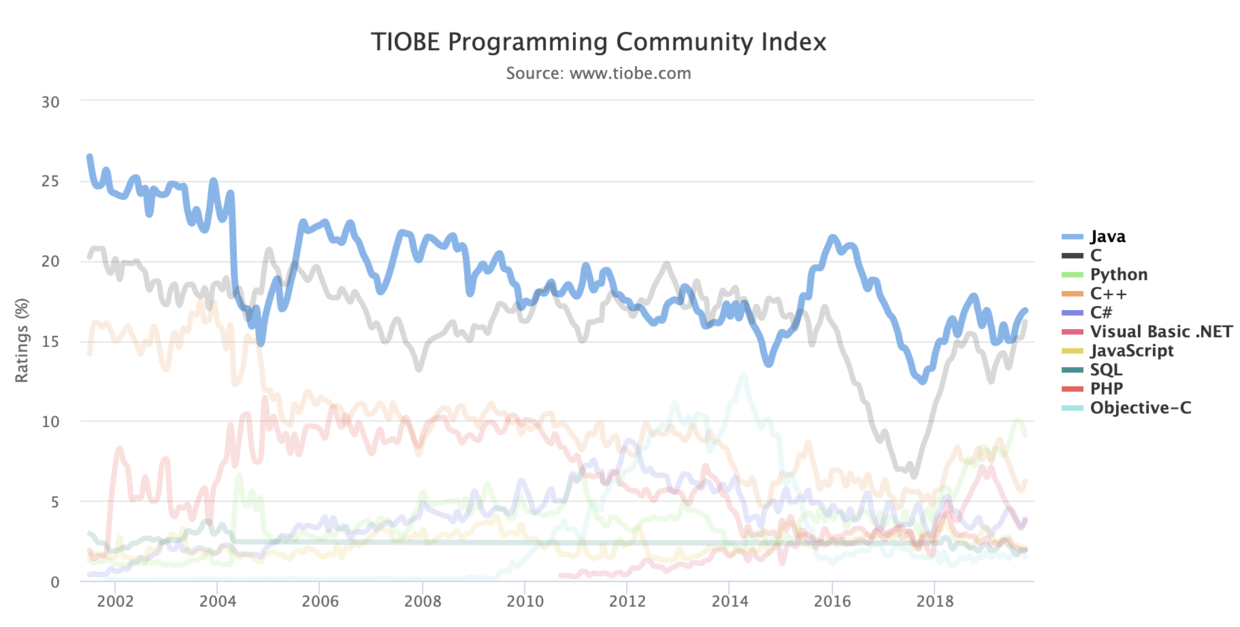 TIOBE Programming Community Index
Source: www.tiobe.com
Ratings (%)
30
25
20
15
10
5
0
2002 2004 2006 2008 2010 2012 2014 2016 2018
Java
C
Python
C++
C#
Visual Basic .NET
JavaScript
SQL
PHP
Objective-C